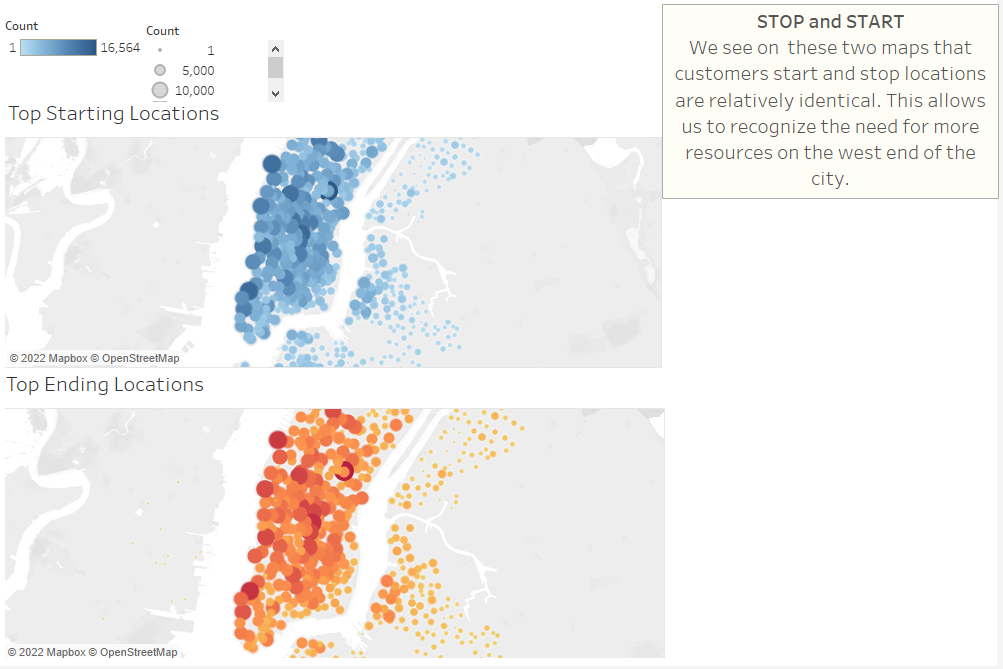 Count
1 16,564
Count
1
5,000
10,000
Top Starting Locations
© 2022 Mapbox © OpenStreetMap
Top Ending Locations
© 2022 Mapbox © OpenStreetMap
STOP and START
We see on  these two maps that
customers start and stop locations
are relatively identical. This allows
us to recognize the need for more
resources on the west end of the
city.